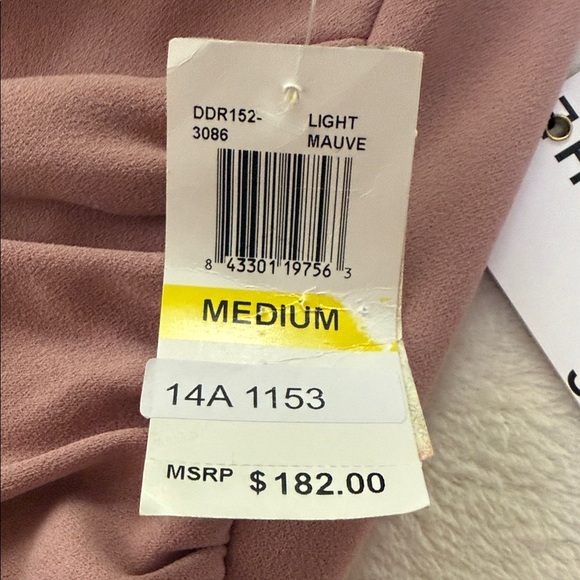 DDR152-
3086
LIGHT
MAUVE
8 43301 19756 3
MEDIUM
14A 1153
MSRP $182.00